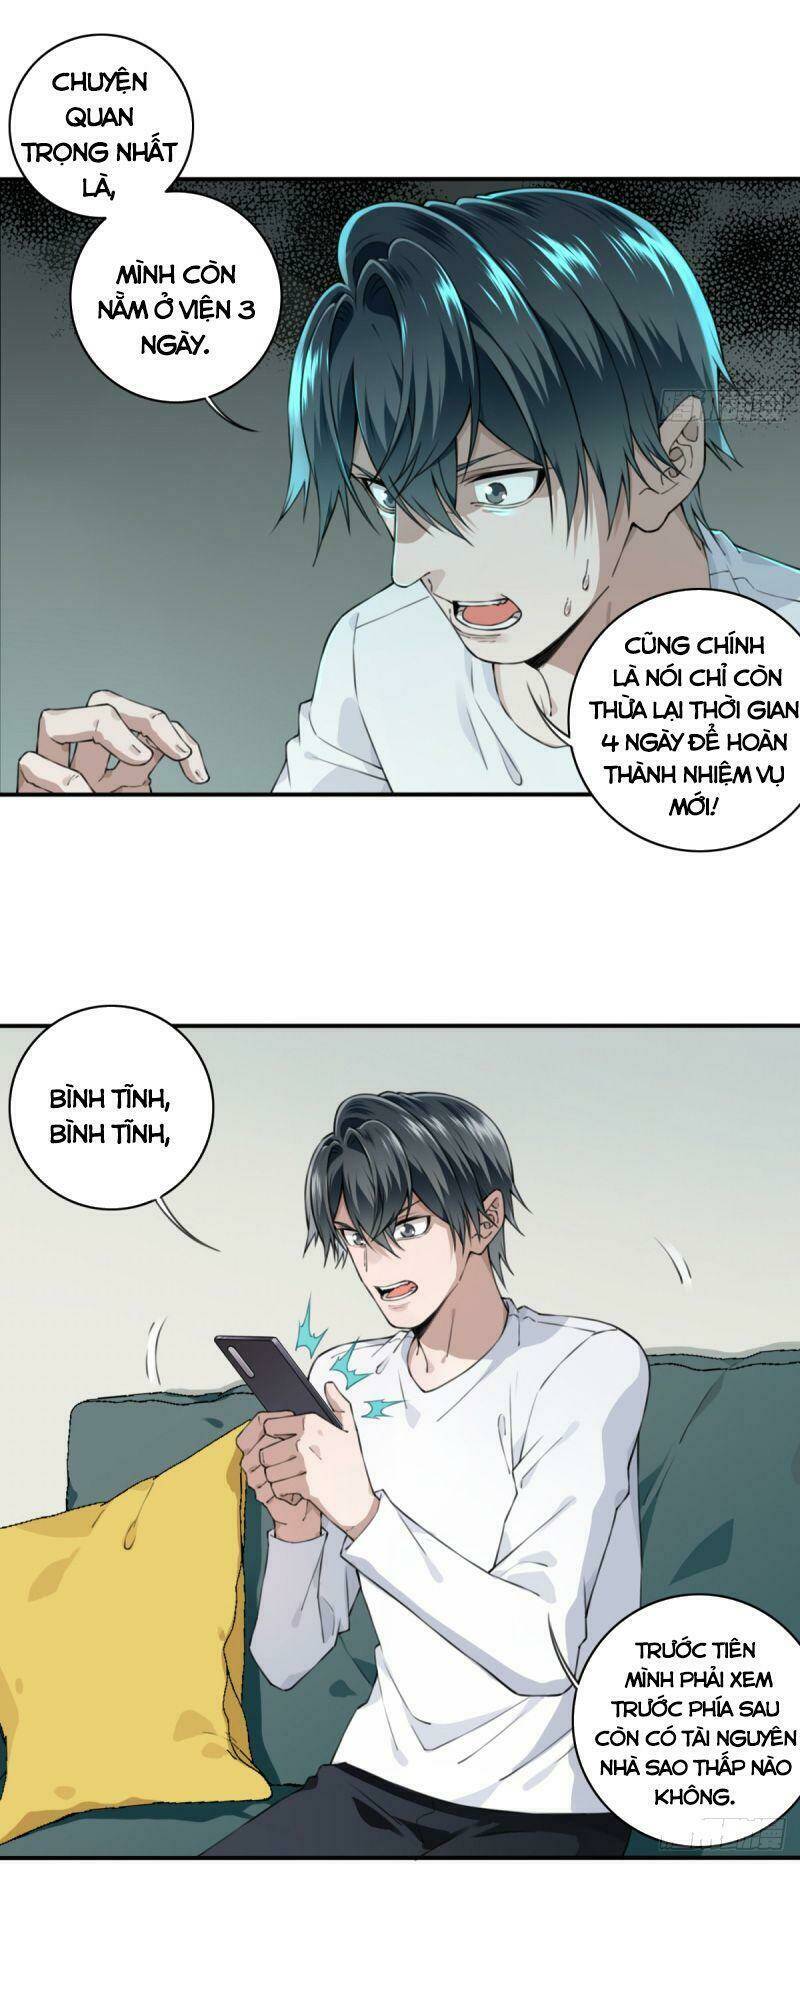 CHUYỆN
QUAN
TRỌNG NHẤT
LÀ,
MÌNH CÒN
NẰM Ở VIỆN 3
NGÀY.
CŨNG CHÍNH
LÀ NÓI CHỈ CÒN
THỪA LẠI THỜI GIAN
4 NGÀY ĐỂ HOÀN
THÀNH NHIỆM VỤ
MỚI!
BÌNH TĨNH,
BÌNH TĨNH,
TRƯỚC TIÊN
MÌNH PHẢI XEM
TRƯỚC PHÍA SAU
CÒN CÓ TÀI NGUYÊN
NHÀ SAO THẤP NÀO
KHÔNG.